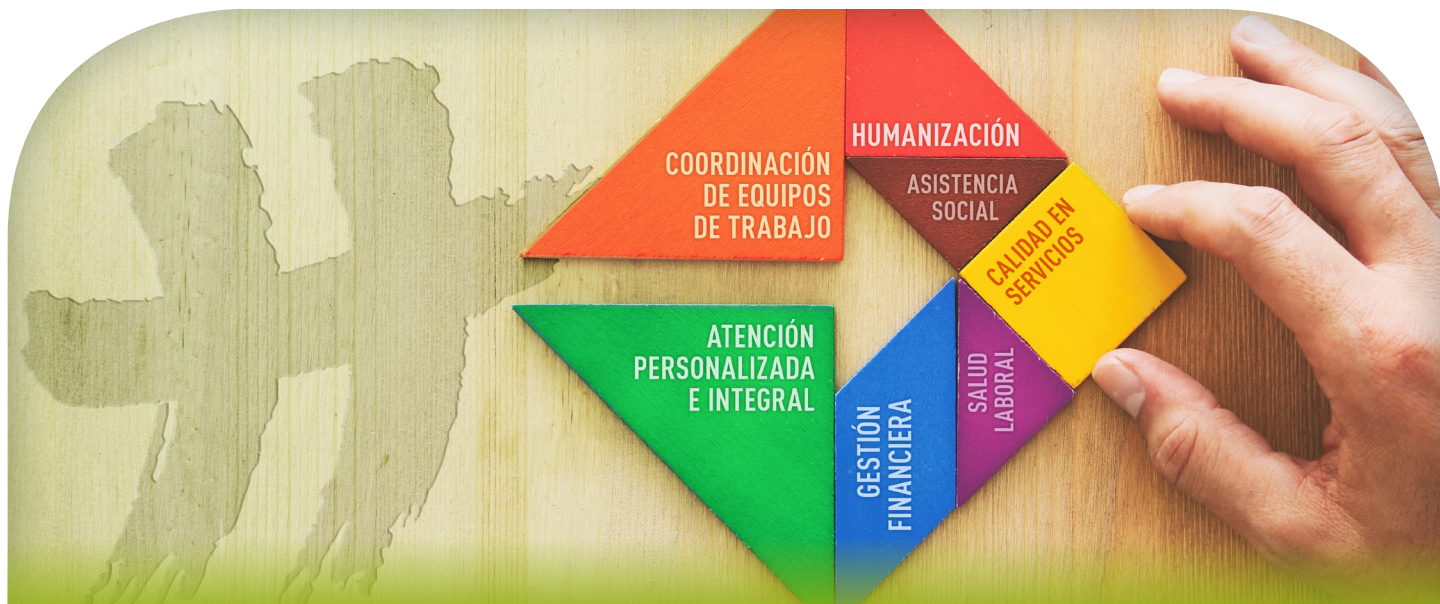 COORDINACIÓN
DE EQUIPOS
DE TRABAJO
HUMANIZACIÓN
ASISTENCIA
SOCIAL
CALIDAD EN
SERVICIOS
ATENCIÓN
PERSONALIZADA
E INTEGRAL
GESTIÓN
FINANCIERA
SALUD
LABORAL